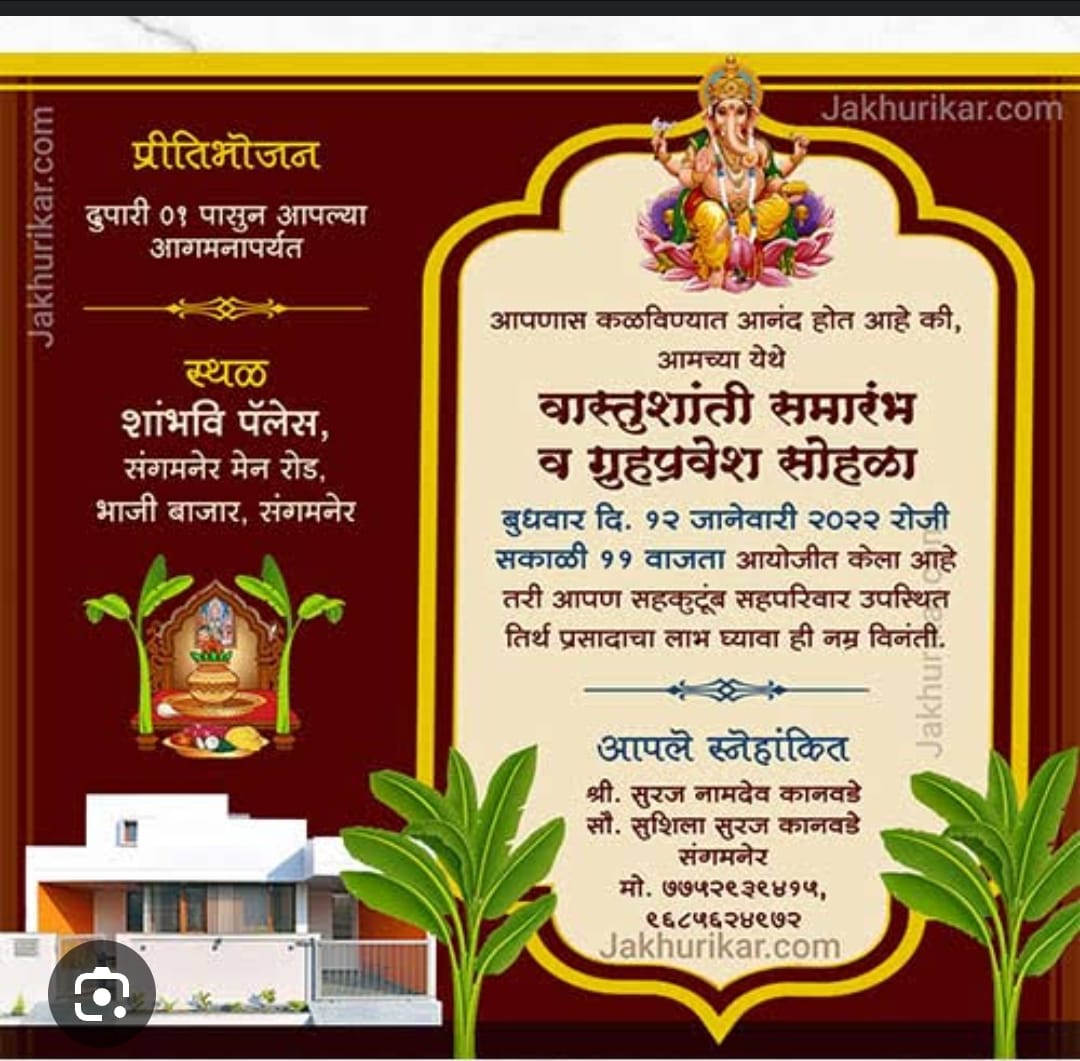 Jakhurikar.com
Jakhurikar.com
प्रीतिभोजन
दुपारी ०१ पासुन आपल्या
आगमनापर्यंत
स्थळ
शांभवि पॅलेस,
संगमनेर मेन रोड,
भाजी बाजार, संगमनेर
आपणास कळविण्यात आनंद होत आहे की,
आमच्या येथे
वास्तुशांती समारंभ
व गृहप्रवेश सोहळा
बुधवार दि. १२ जानेवारी २०२२ रोजी
सकाळी ११ वाजता आयोजीत केला आहे
तरी आपण सहकुटूंब सहपरिवार उपस्थित
तिर्थ प्रसादाचा लाभ घ्यावा ही नम्र विनंती.
Jakhurikar.com
आपले स्नेहांकित
श्री. सुरज नामदेव कानवडे
सौ. सुशिला सुरज कानवडे
संगमनेर
मो. ७७५२९३९४१५,
९६८५६२४९७२
Jakhurikar.com